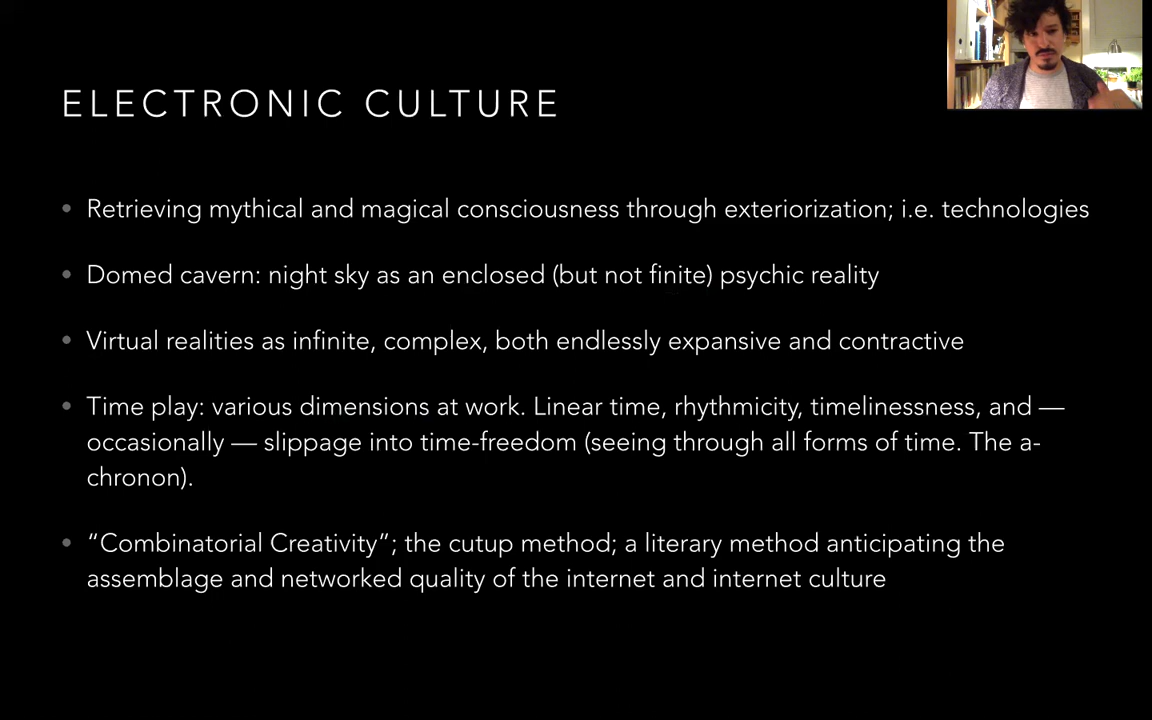 ELECTRONIC CULTURE
• Retrieving mythical and magical consciousness through exteriorization; i.e. technologies
• Domed cavern: night sky as an enclosed (but not finite) psychic reality
• Virtual realities as infinite, complex, both endlessly expansive and contractive
• Time play: various dimensions at work. Linear time, rhythmicity, timelinessness, and —
occasionally — slippage into time-freedom (seeing through all forms of time. The a-
chronon).
• “Combinatorial Creativity“; the cutup method; a literary method anticipating the
assemblage and networked quality of the internet and internet culture